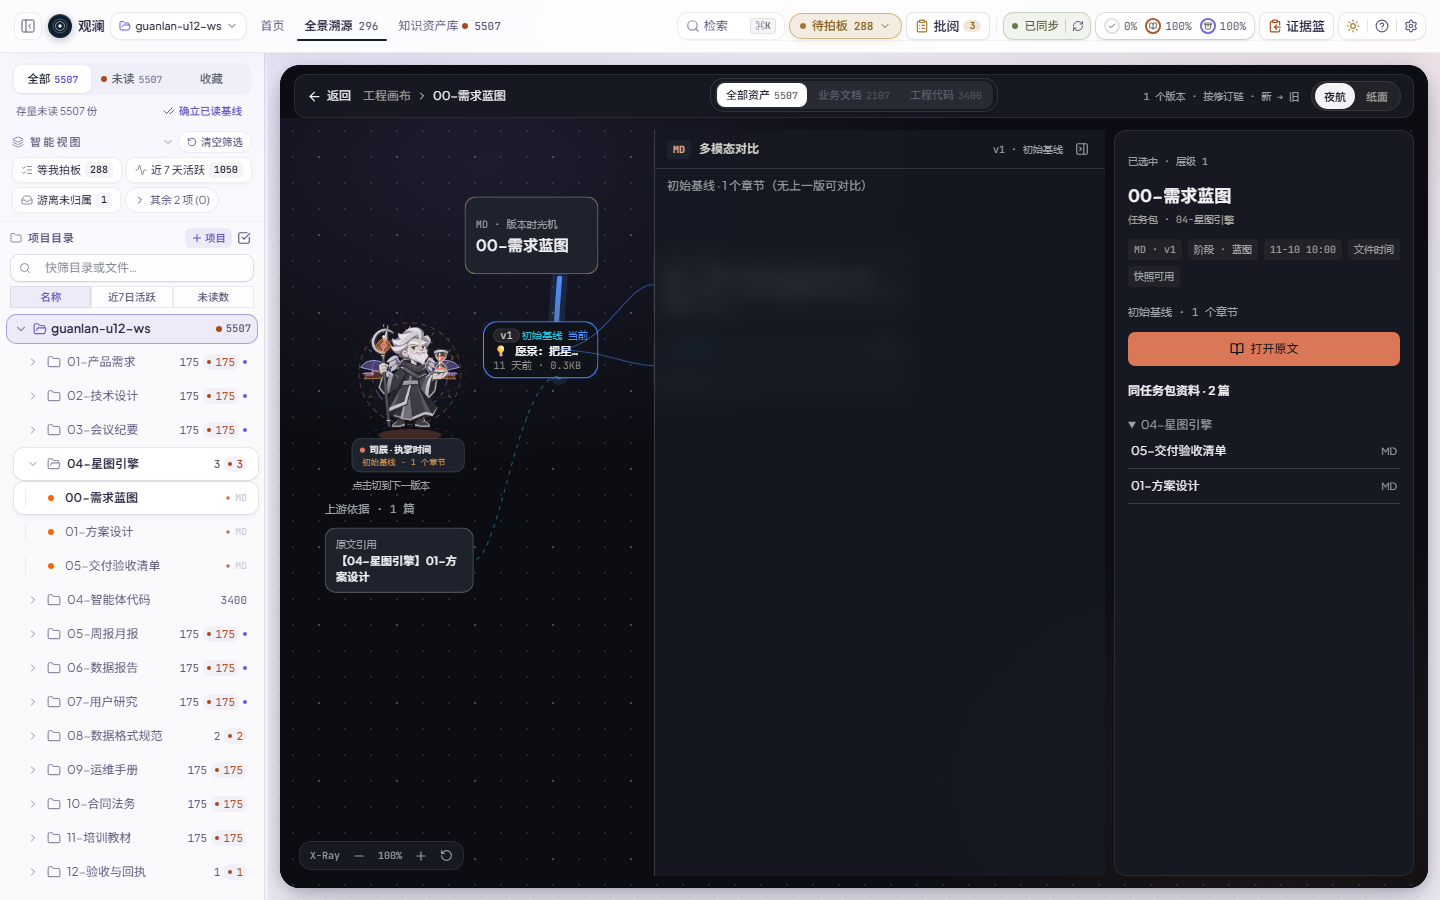 观澜
guanlan-u12-ws
首页
全景溯源 296
知识资产库 5507
检索 ⌘K
待拍板 288
批阅 3
已同步
0% 100% 100%
证据篮
全部 5507
未读 5507
收藏
存量未读 5507 份
确立已读基线
智能视图
清空筛选
等我拍板 288
近 7 天活跃 1050
游离未归属 1
其余 2 项 (0)
项目目录
+ 项目
快筛目录或文件...
名称
近7日活跃
未读数
guanlan-u12-ws 5507
01-产品需求 175 175
02-技术设计 175 175
03-会议纪要 175 175
04-星图引擎 3 3
00-需求蓝图 MD
01-方案设计 MD
05-交付验收清单 MD
04-智能体代码 3400
05-周报月报 175 175
06-数据报告 175 175
07-用户研究 175 175
08-数据格式规范 2 2
09-运维手册 175 175
10-合同法务 175 175
11-培训教材 175 175
12-验收与回执 1 1
← 返回
工程画布 > 00-需求蓝图
全部资产 5507
业务文档 2107
工程代码 3400
1 个版本 · 按修订链 · 新 → 旧
夜航
纸面
MD · 版本时光机
00-需求蓝图
v1 初始基线 当前
💡 愿景：把星…
11 天前 · 0.3KB
司辰·执掌时间
初始基线 · 1 个章节
点击切到下一版本
上游依据 · 1 篇
原文引用
【04-星图引擎】01-方
案设计
X-Ray − 100% +
MD 多模态对比
v1 · 初始基线
初始基线 · 1 个章节（无上一版可对比）
已选中 · 层级 1
00-需求蓝图
任务包 · 04-星图引擎
MD · v1
阶段 · 蓝图
11-10 10:00
文件时间
快照可用
初始基线 · 1 个章节
打开原文
同任务包资料 · 2 篇
▼ 04-星图引擎
05-交付验收清单 MD
01-方案设计 MD